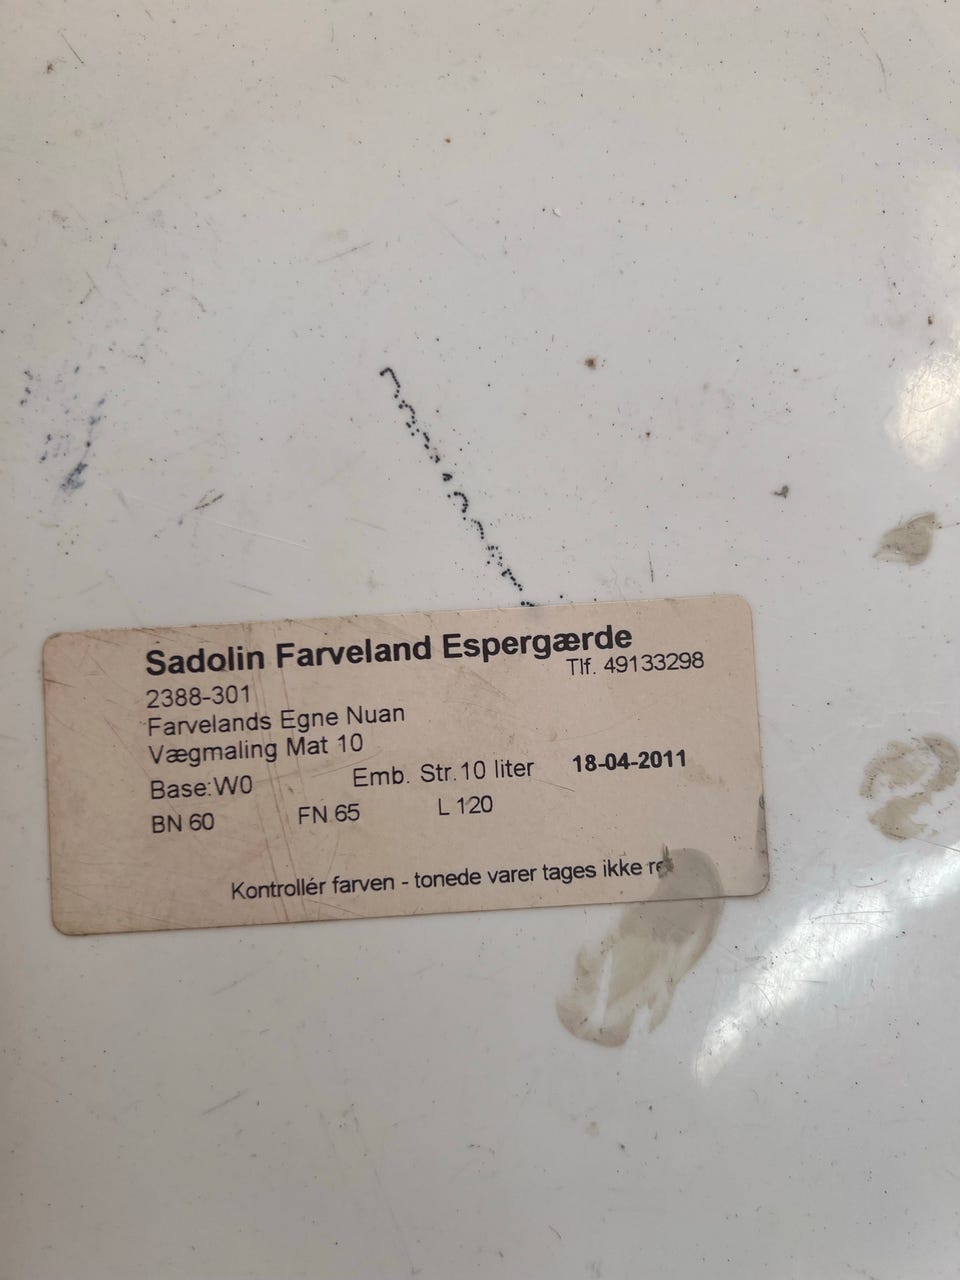 Sadolin Farveland Espergærde
Tlf. 49133298
2388-301
Farvelands Egne Nuan
Vægmaling Mat 10
Base:W0 Emb. Str.10 liter 18-04-2011
BN 60 FN 65 L 120
Kontrollér farven - tonede varer tages ikke